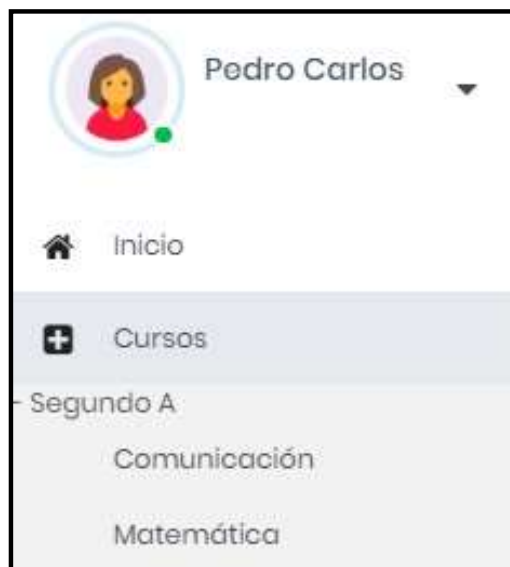 Pedro Carlos
Inicio
Cursos
- Segundo A
Comunicación
Matemática